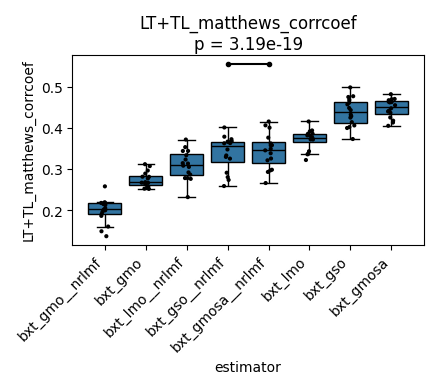 LT+TL_matthews_corrcoef
p = 3.19e-19
LT+TL_matthews_corrcoef
0.5
0.4
0.3
0.2
bxt_gmo__nrlmf
bxt_gmo
bxt_lmo__nrlmf
bxt_gso__nrlmf
bxt_gmosa__nrlmf
bxt_lmo
bxt_gso
bxt_gmosa
estimator